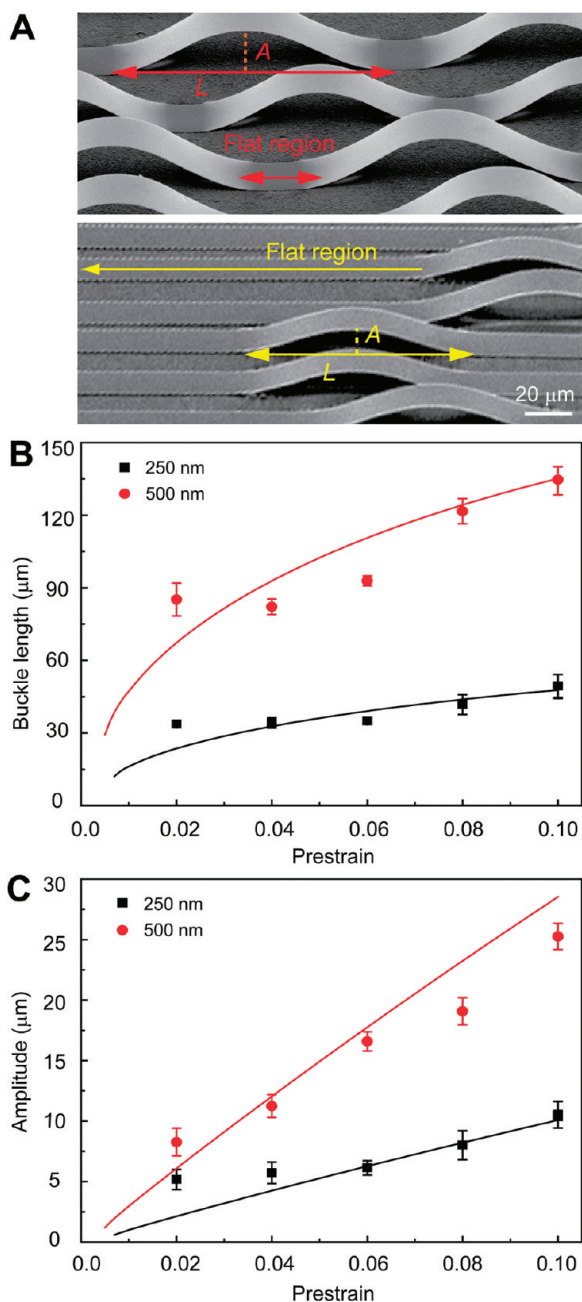 A
A
L
Flat region
Flat region
A
L
20 μm
B
150
250 nm
500 nm
120
90
60
30
0
Buckle length (μm)
0.0 0.02 0.04 0.06 0.08 0.10
Prestrain
C
30
250 nm
500 nm
25
20
15
10
5
0
Amplitude (μm)
0.0 0.02 0.04 0.06 0.08 0.10
Prestrain